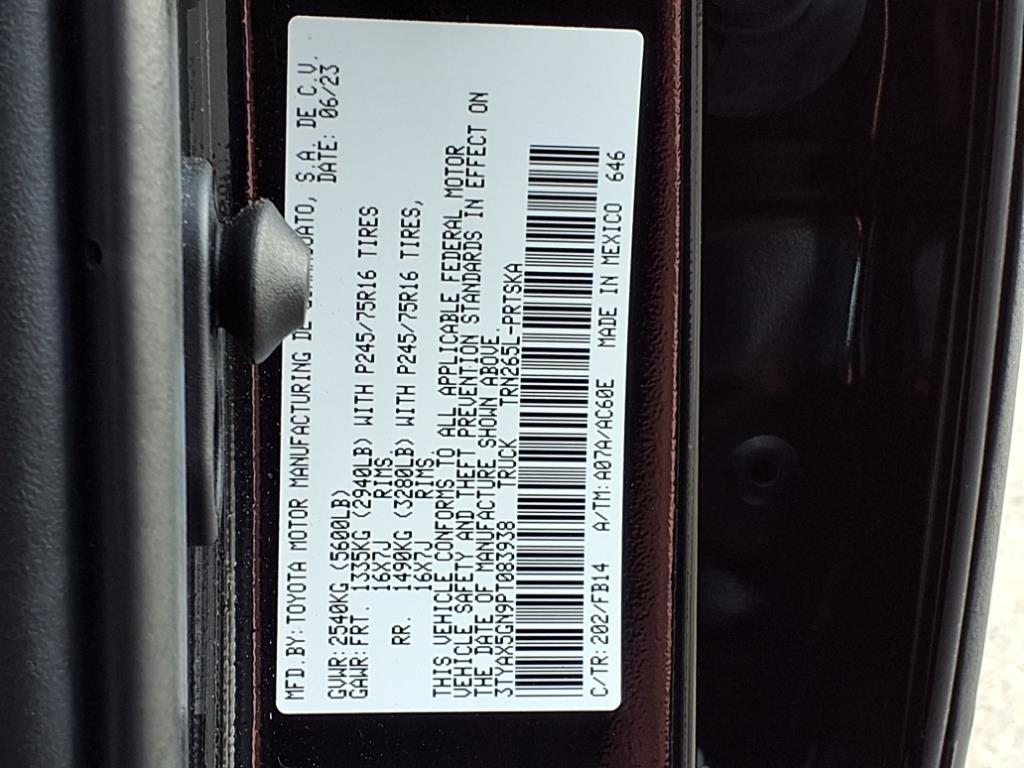 MFD.BY:TOYOTA MOTOR MANUFACTURING DE S.A. DE C.V.
DATE: 06/23
GVWR:2540KG (5600LB)
GAWR:FRT. 1335KG (2940LB) WITH P245/75R16 TIRES
16X7J RIMS.
RR. 1490KG (3280LB) WITH P245/75R16 TIRES,
16X7J RIMS.
THIS VEHICLE CONFORMS TO ALL APPLICABLE FEDERAL MOTOR
VEHICLE SAFETY AND THEFT PREVENTION STANDARDS IN EFFECT ON
THE DATE OF MANUFACTURE SHOWN ABOVE.
3TYAX5GN9PT083938 TRUCK TRN265L-PRTSKA
C/TR:202/FB14 A/TM:A07A/AC60E MADE IN MEXICO 646